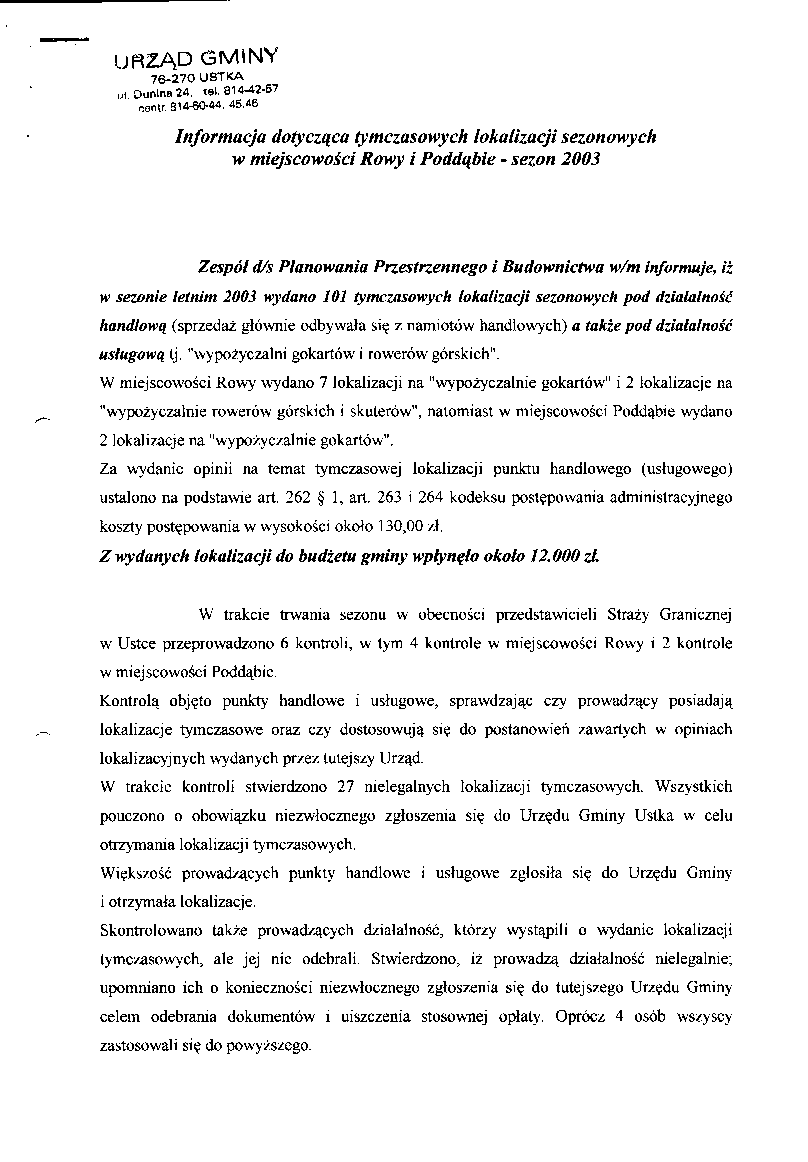 URZĄD GMINY
76-270 USTKA
ul. Dunina 24, tel. 814-42-57
centr. 814-60-44, 45,46
Informacja dotycząca tymczasowych lokalizacji sezonowych
w miejscowości Rowy i Poddąbie - sezon 2003
Zespół d/s Planowania Przestrzennego i Budownictwa w/m informuje, iż
w sezonie letnim 2003 wydano 101 tymczasowych lokalizacji sezonowych pod działalność
handlową (sprzedaż głównie odbywała się z namiotów handlowych) a także pod działalność
usługową tj. "wypożyczalni gokartów i rowerów górskich".
W miejscowości Rowy wydano 7 lokalizacji na "wypożyczalnie gokartów" i 2 lokalizacje na
"wypożyczalnie rowerów górskich i skuterów", natomiast w miejscowości Poddąbie wydano
2 lokalizacje na "wypożyczalnie gokartów".
Za wydanie opinii na temat tymczasowej lokalizacji punktu handlowego (usługowego)
ustalono na podstawie art. 262 § 1, art. 263 i 264 kodeksu postępowania administracyjnego
koszty postępowania w wysokości około 130,00 zł.
Z wydanych lokalizacji do budżetu gminy wpłynęło około 12.000 zł.
W trakcie trwania sezonu w obecności przedstawicieli Straży Granicznej
w Ustce przeprowadzono 6 kontroli, w tym 4 kontrole w miejscowości Rowy i 2 kontrole
w miejscowości Poddąbie.
Kontrolą objęto punkty handlowe i usługowe, sprawdzając czy prowadzący posiadają
lokalizacje tymczasowe oraz czy dostosowują się do postanowień zawartych w opiniach
lokalizacyjnych wydanych przez tutejszy Urząd.
W trakcie kontroli stwierdzono 27 nielegalnych lokalizacji tymczasowych. Wszystkich
pouczono o obowiązku niezwłocznego zgłoszenia się do Urzędu Gminy Ustka w celu
otrzymania lokalizacji tymczasowych.
Większość prowadzących punkty handlowe i usługowe zgłosiła się do Urzędu Gminy
i otrzymała lokalizacje.
Skontrolowano także prowadzących działalność, którzy wystąpili o wydanie lokalizacji
tymczasowych, ale jej nie odebrali. Stwierdzono, iż prowadzą działalność nielegalnie;
upomniano ich o konieczności niezwłocznego zgłoszenia się do tutejszego Urzędu Gminy
celem odebrania dokumentów i uiszczenia stosownej opłaty. Oprócz 4 osób wszyscy
zastosowali się do powyższego.